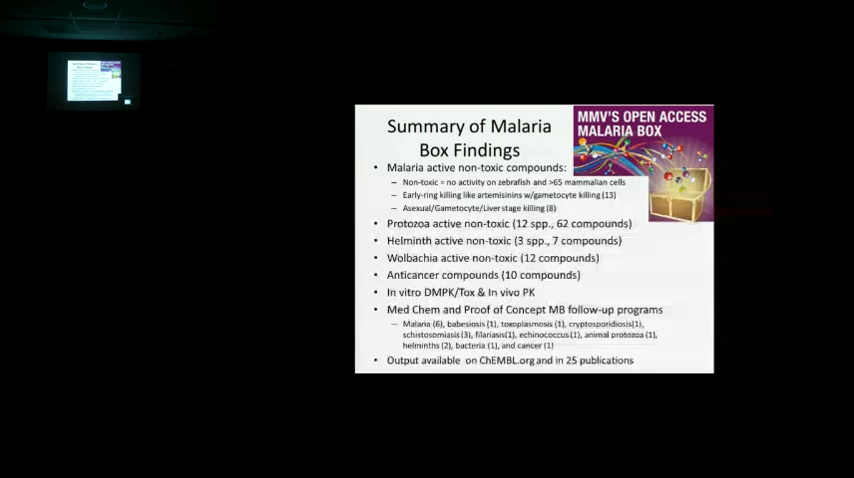 Summary of Malaria
Box Findings
MMV'S OPEN ACCESS
MALARIA BOX
• Malaria active non-toxic compounds:
– Non-toxic = no activity on zebrafish and >65 mammalian cells
– Early-ring killing like artemisinins w/gametocyte killing (13)
– Asexual/Gametocyte/Liver stage killing (8)
• Protozoa active non-toxic (12 spp., 62 compounds)
• Helminth active non-toxic (3 spp., 7 compounds)
• Wolbachia active non-toxic (12 compounds)
• Anticancer compounds (10 compounds)
• In vitro DMPK/Tox & In vivo PK
• Med Chem and Proof of Concept MB follow-up programs
– Malaria (6), babesiosis (1), toxoplasmosis (1), cryptosporidiosis(1),
schistosomiasis (3), filariasis(1), echinococcus (1), animal protozoa (1),
helminths (2), bacteria (1), and cancer (1)
• Output available on ChEMBL.org and in 25 publications